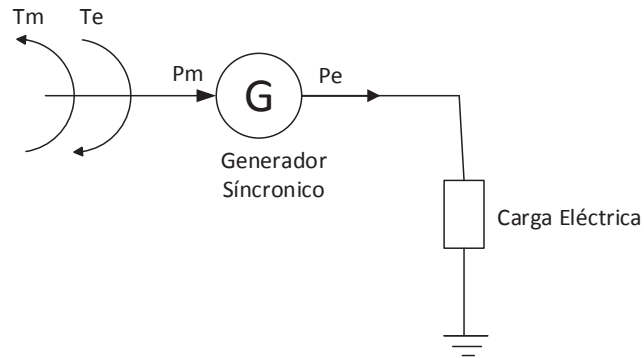 Tm Te
Pm
G
Pe
Generador
Síncronico
Carga Eléctrica